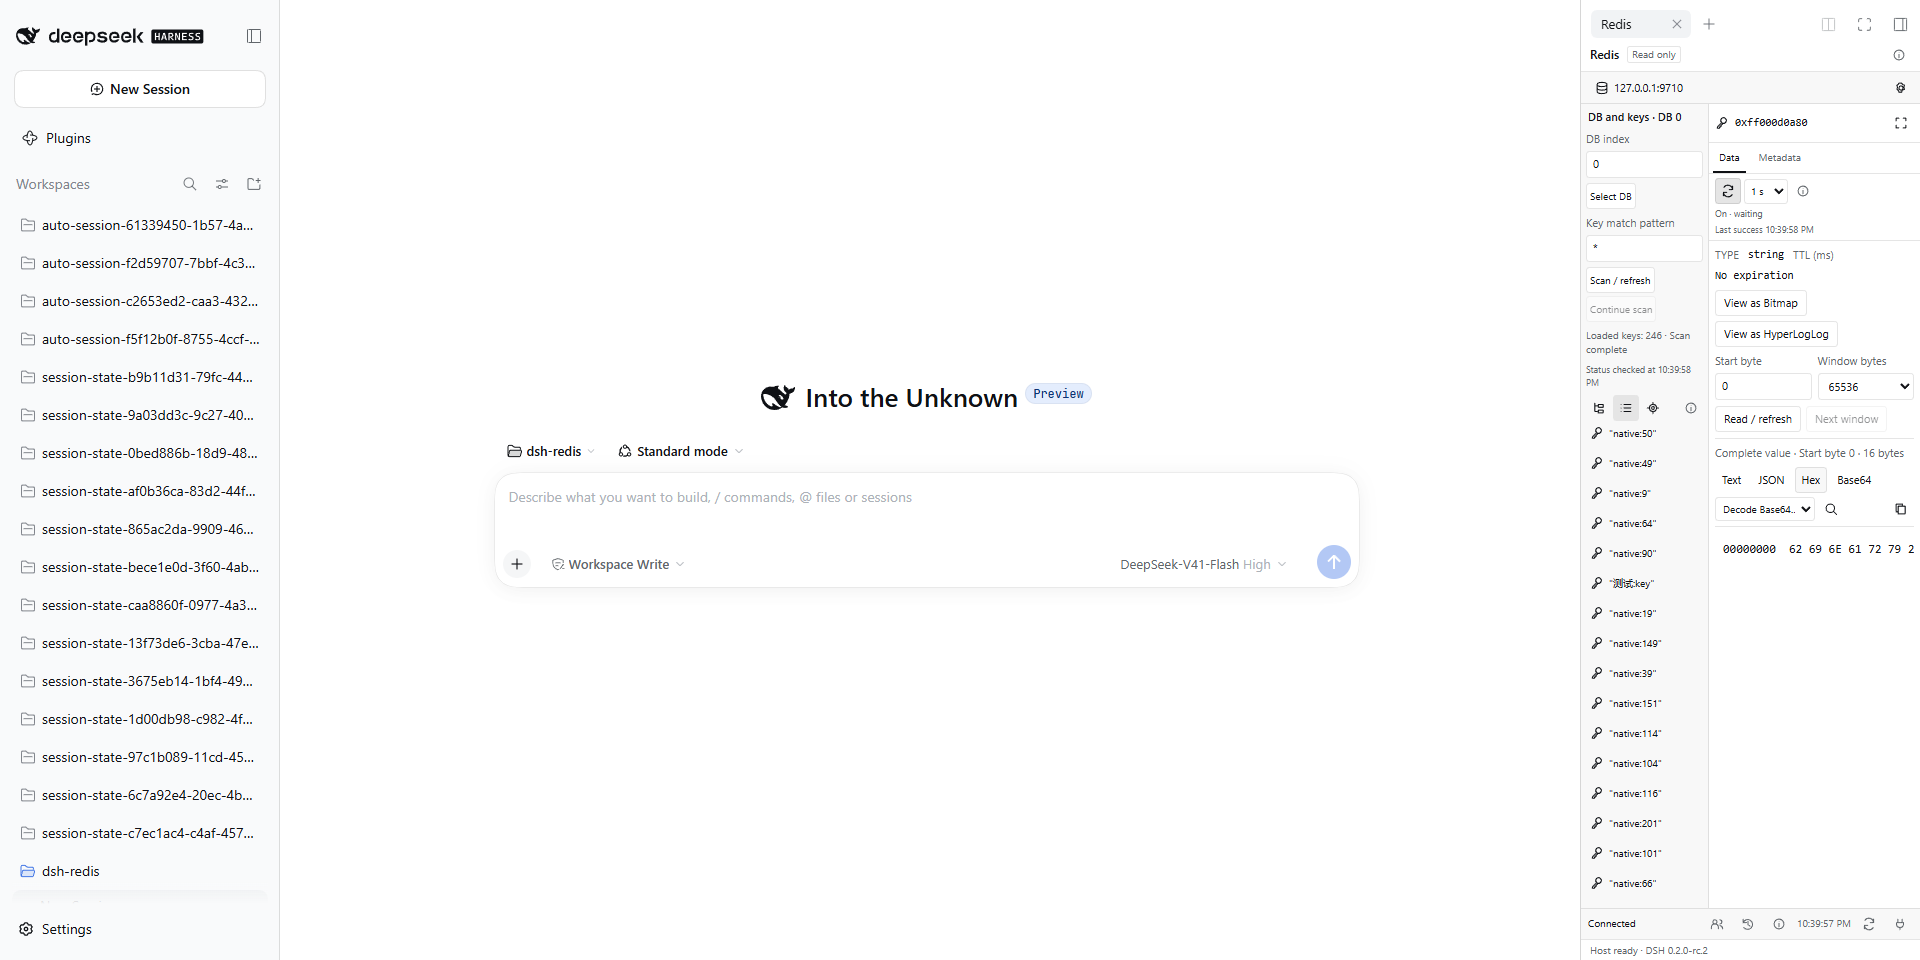 deepseek HARNESS
New Session
Plugins
Workspaces
auto-session-61339450-1b57-4a...
auto-session-f2d59707-7bbf-4c3...
auto-session-c2653ed2-caa3-432...
auto-session-f5f12b0f-8755-4ccf-...
session-state-b9b11d31-79fc-44...
session-state-9a03dd3c-9c27-40...
session-state-0bed886b-18d9-48...
session-state-af0b36ca-83d2-44f...
session-state-865ac2da-9909-46...
session-state-bece1e0d-3f60-4ab...
session-state-caa8860f-0977-4a3...
session-state-13f73de6-3cba-47e...
session-state-3675eb14-1bf4-49...
session-state-1d00db98-c982-4f...
session-state-97c1b089-11cd-45...
session-state-6c7a92e4-20ec-4b...
session-state-c7ec1ac4-c4af-457...
dsh-redis
Settings
Into the Unknown Preview
dsh-redis Standard mode
Describe what you want to build, / commands, @ files or sessions
Workspace Write DeepSeek-V41-Flash High
Redis
Redis Read only
127.0.0.1:9710
DB and keys · DB 0
DB index
0
Select DB
Key match pattern
*
Scan / refresh
Continue scan
Loaded keys: 246 · Scan
complete
Status checked at 10:39:58
PM
"native:50"
"native:49"
"native:9"
"native:64"
"native:90"
"测试:key"
"native:19"
"native:149"
"native:39"
"native:151"
"native:114"
"native:104"
"native:116"
"native:201"
"native:101"
"native:66"
0xff000d0a80
Data Metadata
1 s
On · waiting
Last success 10:39:58 PM
TYPE string TTL (ms)
No expiration
View as Bitmap
View as HyperLogLog
Start byte Window bytes
0 65536
Read / refresh Next window
Complete value · Start byte 0 · 16 bytes
Text JSON Hex Base64
Decode Base64..
00000000 62 69 6E 61 72 79 2
Connected 10:39:57 PM
Host ready · DSH 0.2.0-rc.2